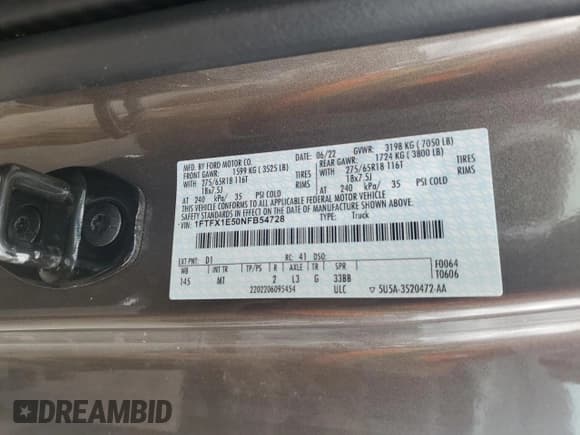 MFD. BY FORD MOTOR CO. 06/22 GVWR: 3198 KG ( 7050 LB)
FRONT GAWR: 1599 KG ( 3525 LB) REAR GAWR: 1724 KG ( 3800 LB)
WITH WITH
275/65R18 116T TIRES 275/65R18 116T TIRES
18x7.5J RIMS 18x7.5J RIMS
AT 240 kPa/ 35 PSI COLD AT 240 kPa/ 35 PSI COLD
THIS VEHICLE CONFORMS TO ALL APPLICABLE FEDERAL MOTOR VEHICLE
SAFETY STANDARDS IN EFFECT ON THE DATE OF MANUFACTURE SHOWN ABOVE.
VIN: 1FTFX1E50NFB54728 TYPE: Truck
EXT PNT: D1 RC: 41 DSO: F0064
WB INT TR TP/PS R AXLE TR SPR T0606
145 MT 2 L3 G 33BB
2202206095454 ULC 5U5A-3520472-AA
DREAMBID